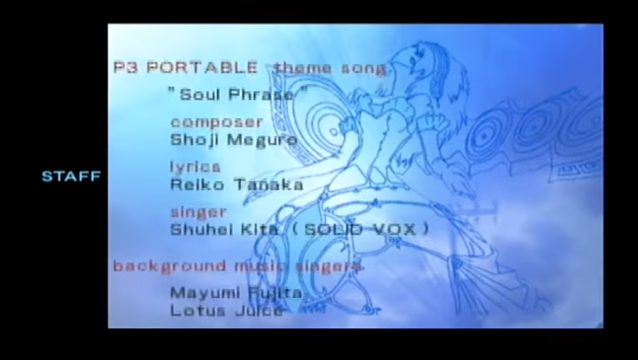 P3 PORTABLE theme song
"Soul Phrase"
composer
Shoji Meguro
lyrics
Reiko Tanaka
STAFF
singer
Shuhei Kita ( SOLID VOX )
background music singers
Mayumi Fujita
Lotus Juice